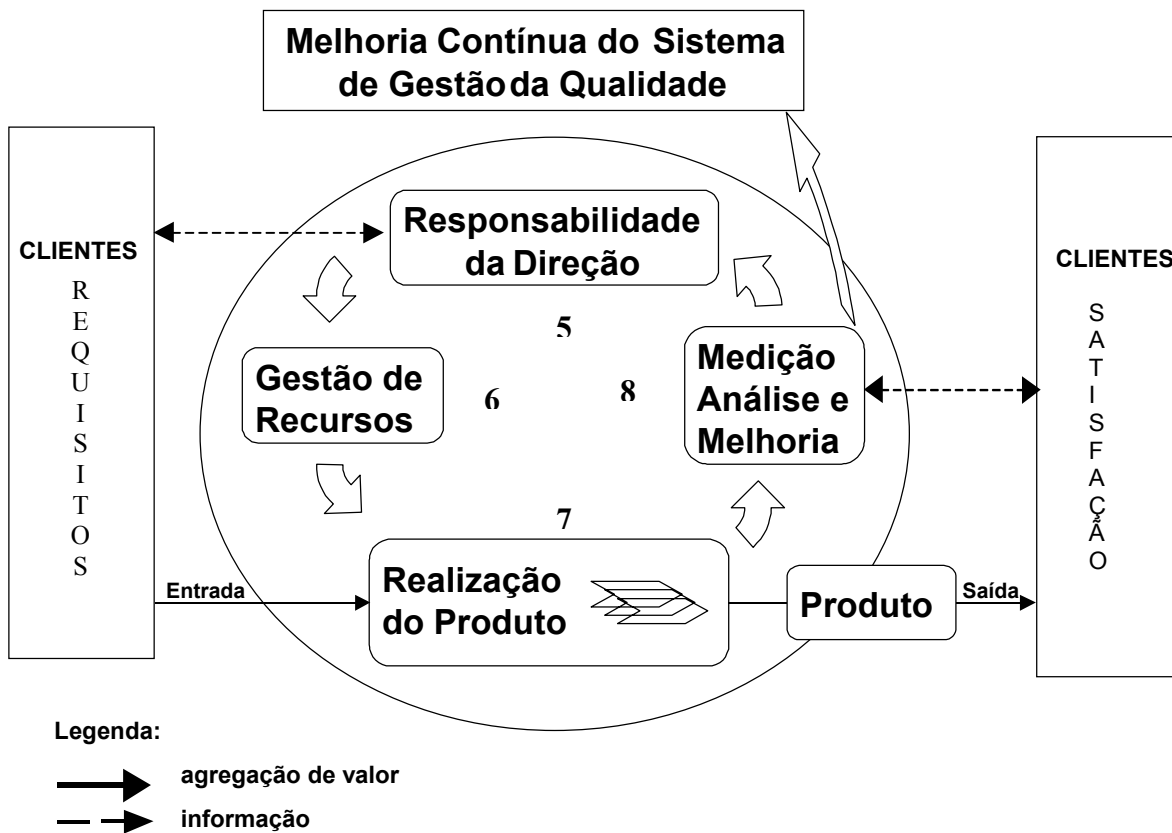 Melhoria Contínua do Sistema
de Gestão da Qualidade
CLIENTES
R
E
Q
U
I
S
I
T
O
S
Responsabilidade
da Direção
5
Gestão de
Recursos
6
8
Medição
Análise e
Melhoria
7
Entrada
Realização
do Produto
Produto
Saída
CLIENTES
S
A
T
I
S
F
A
Ç
Ã
O
Legenda:
agregação de valor
informação